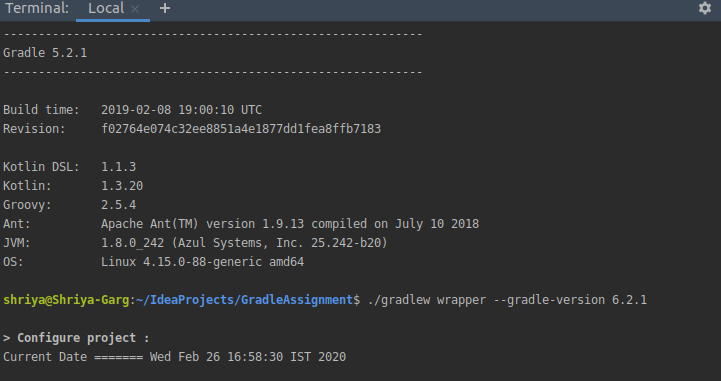 Terminal: Local × +
------------------------------------------------------------
Gradle 5.2.1
------------------------------------------------------------
Build time: 2019-02-08 19:00:10 UTC
Revision: f02764e074c32ee8851a4e1877dd1fea8ffb7183
Kotlin DSL: 1.1.3
Kotlin: 1.3.20
Groovy: 2.5.4
Ant: Apache Ant(TM) version 1.9.13 compiled on July 10 2018
JVM: 1.8.0_242 (Azul Systems, Inc. 25.242-b20)
OS: Linux 4.15.0-88-generic amd64
shriya@Shriya-Garg:~/IdeaProjects/GradleAssignment$ ./gradlew wrapper --gradle-version 6.2.1
> Configure project :
Current Date ======= Wed Feb 26 16:58:30 IST 2020